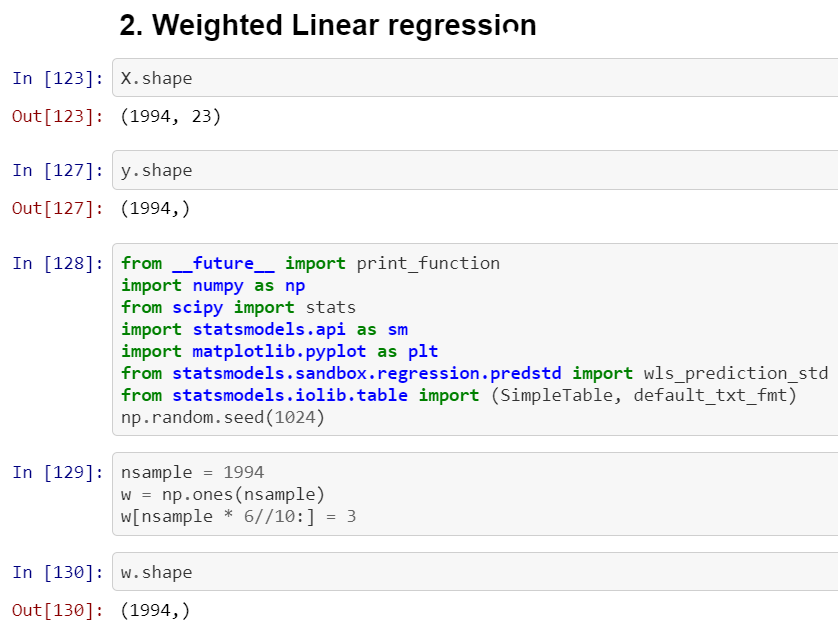 2. Weighted Linear regression
In [123]: X.shape
Out[123]: (1994, 23)
In [127]: y.shape
Out[127]: (1994,)
In [128]: from __future__ import print_function
import numpy as np
from scipy import stats
import statsmodels.api as sm
import matplotlib.pyplot as plt
from statsmodels.sandbox.regression.predstd import wls_prediction_std
from statsmodels.iolib.table import (SimpleTable, default_txt_fmt)
np.random.seed(1024)
In [129]: nsample = 1994
w = np.ones(nsample)
w[nsample * 6//10:] = 3
In [130]: w.shape
Out[130]: (1994,)